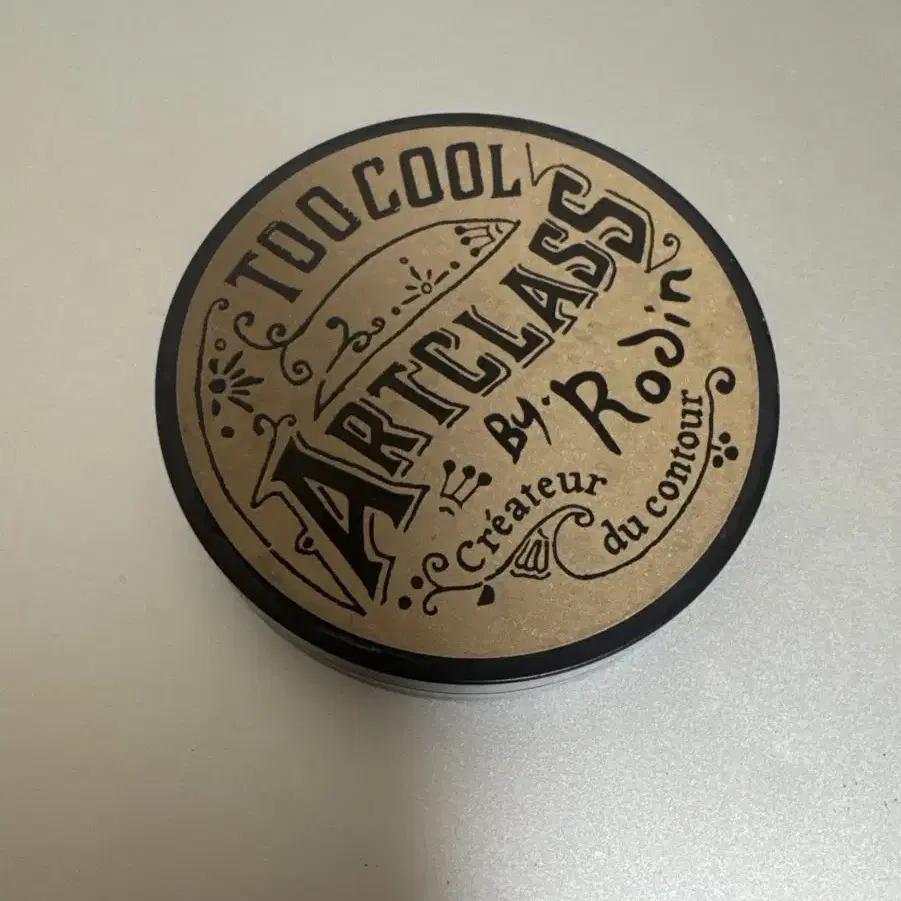 TOO COOL
ARTCLASS
By. Rodin
Créateur
du contour